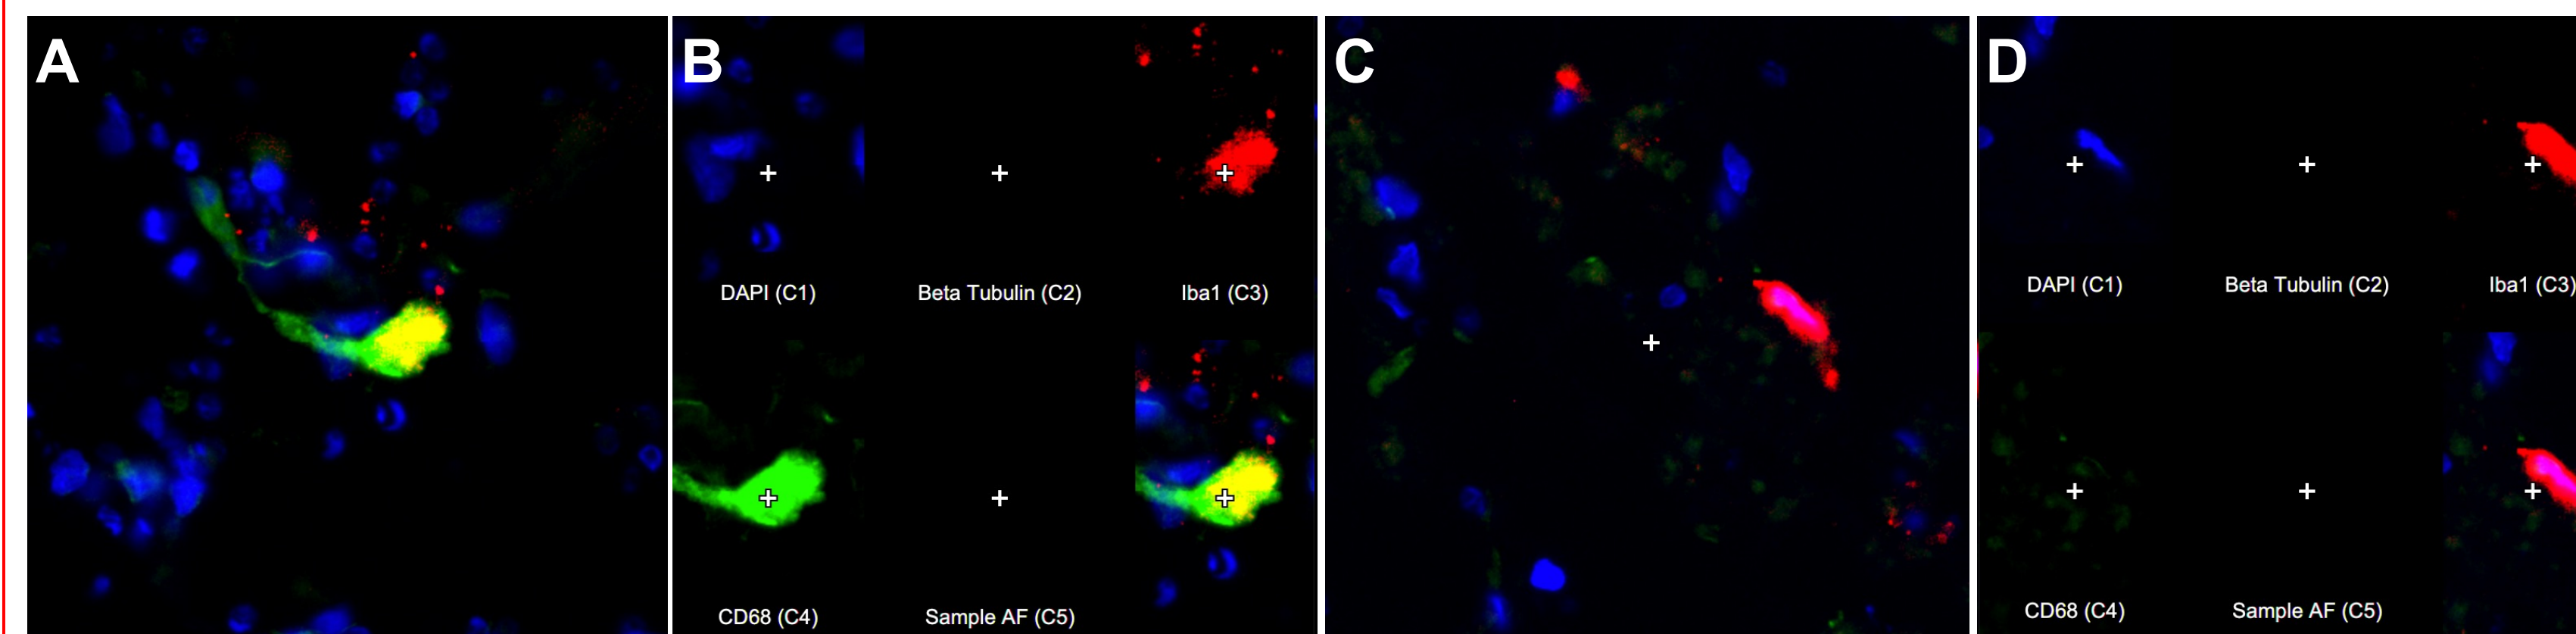 A
B
C
D
DAPI (C1)
Beta Tubulin (C2)
Iba1 (C3)
CD68 (C4)
Sample AF (C5)
DAPI (C1)
Beta Tubulin (C2)
Iba1 (C3)
CD68 (C4)
Sample AF (C5)